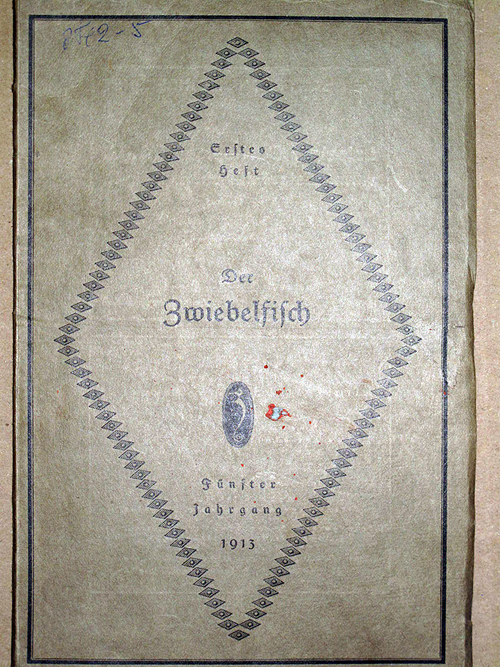 Erstes
Heft
Der
Zwiebelfisch
Fünfter
Jahrgang
1913